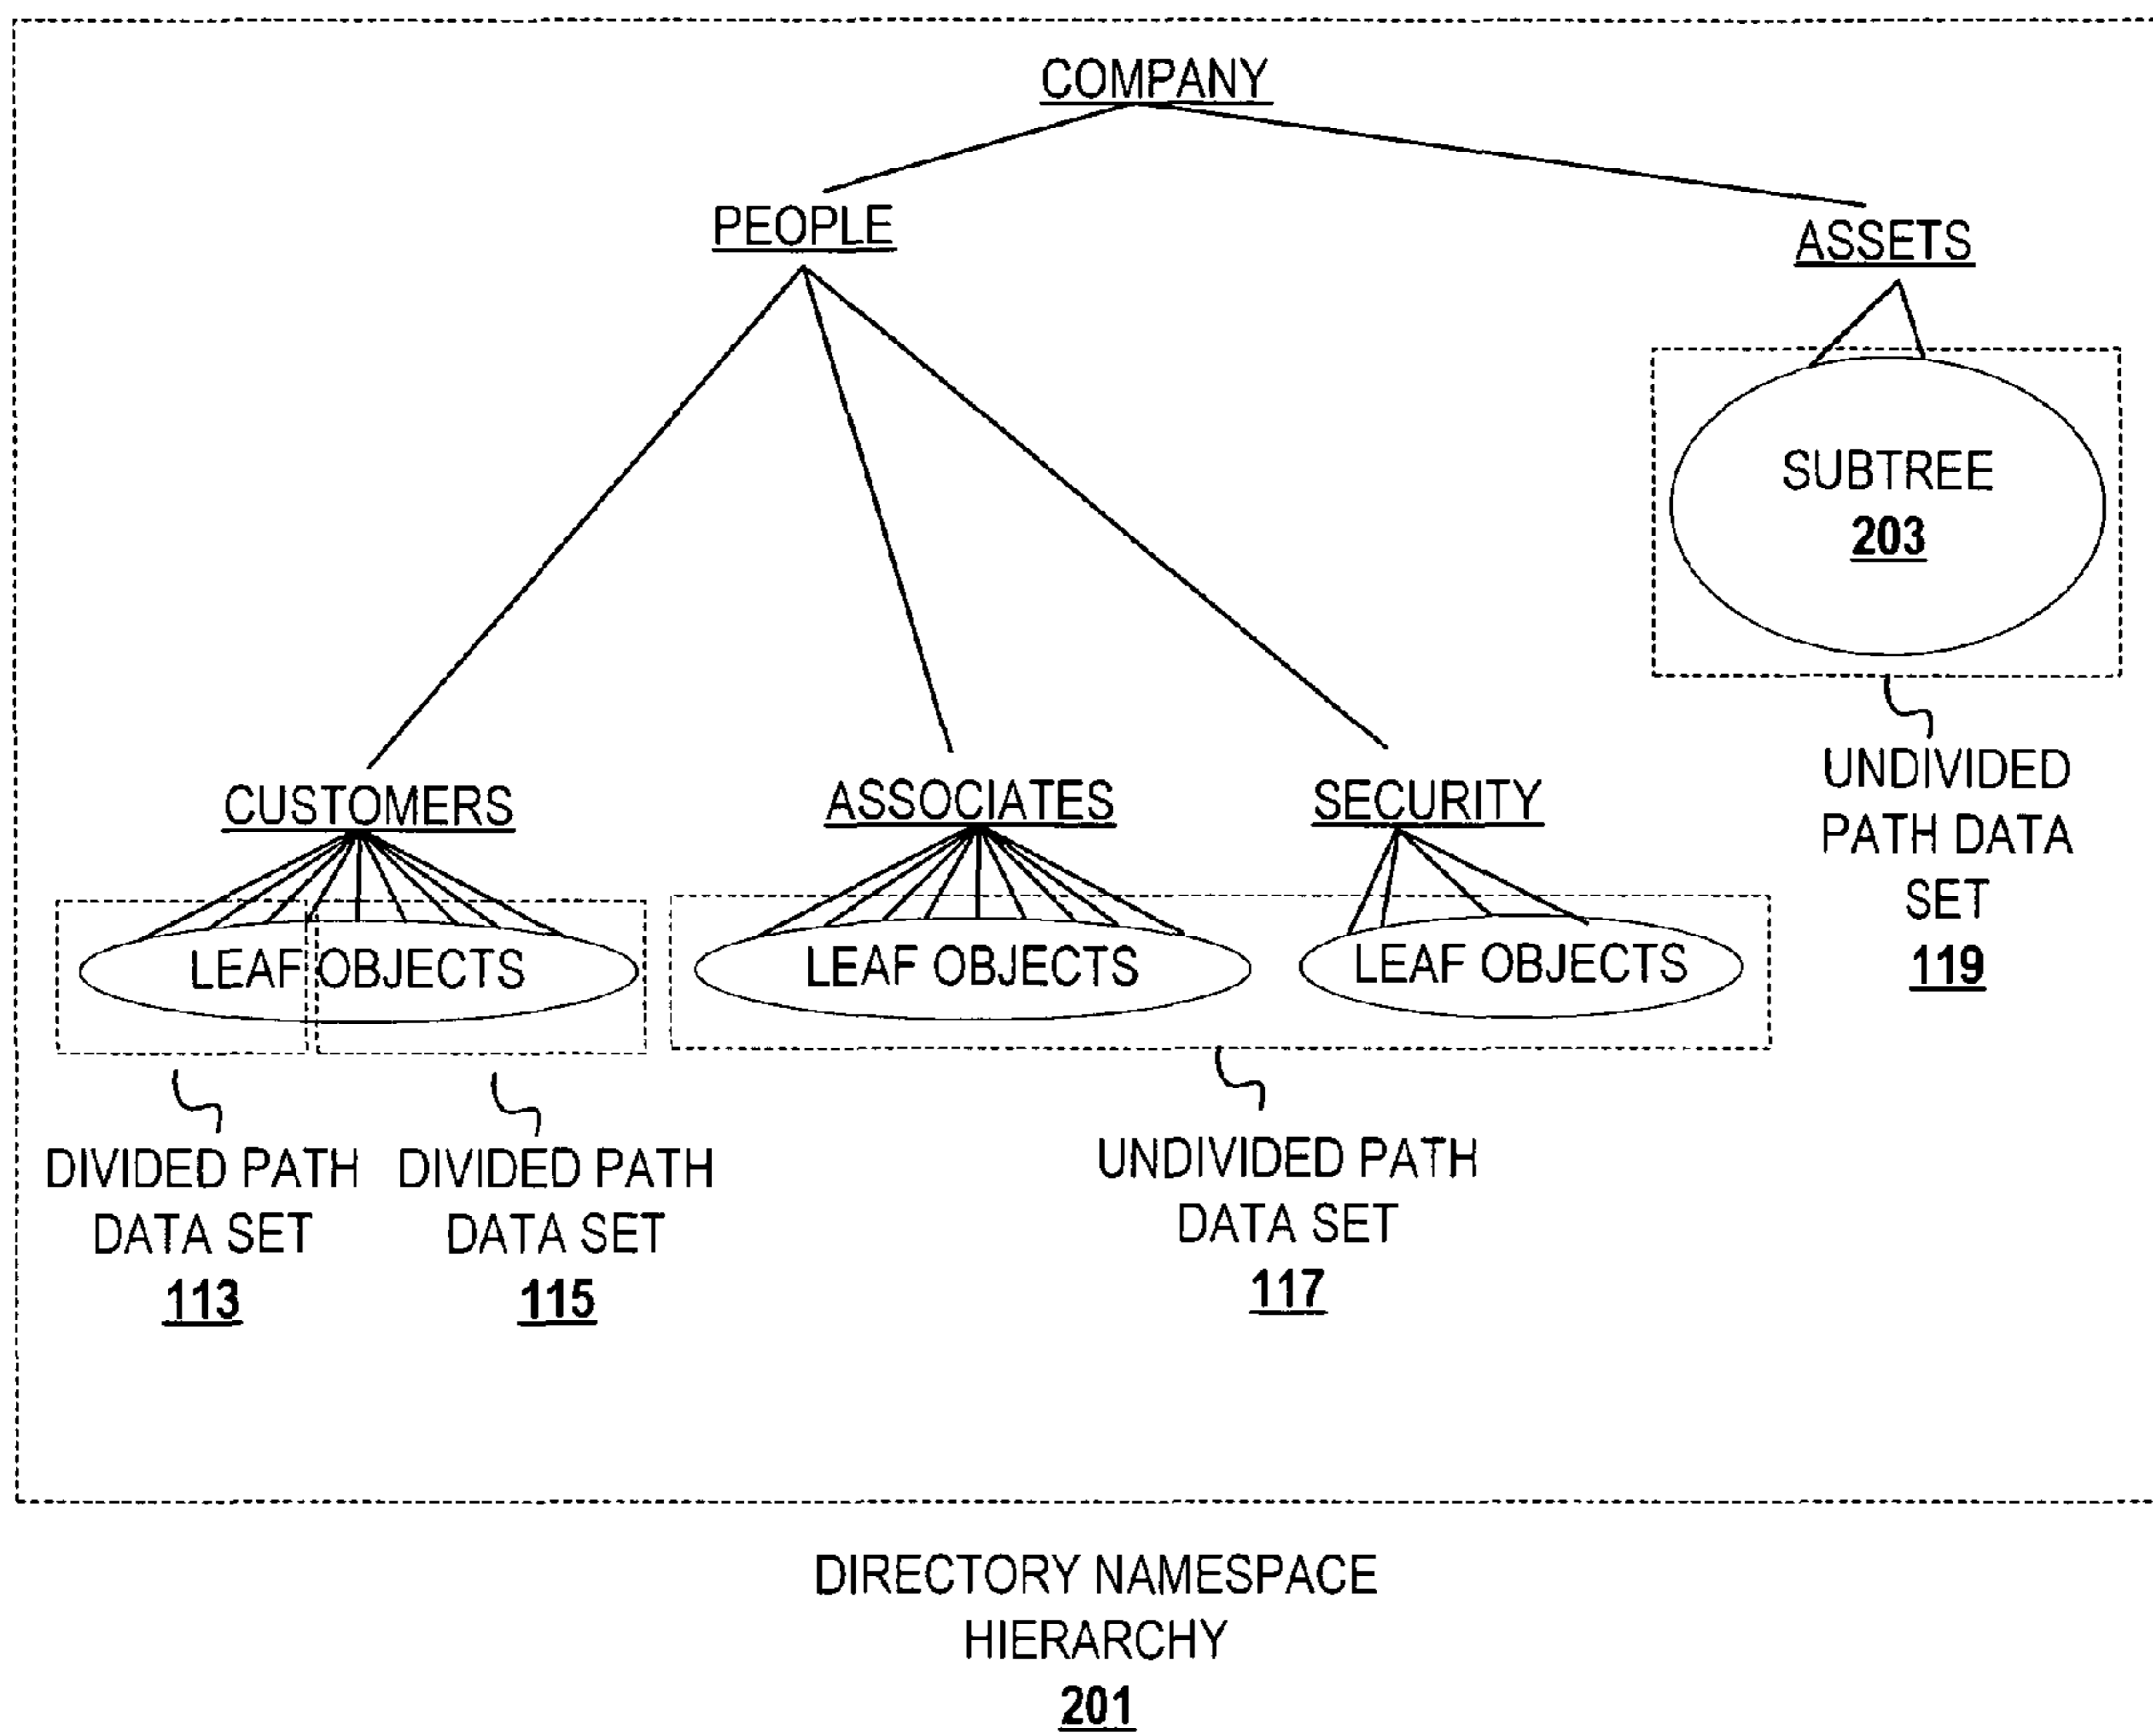 COMPANY
PEOPLE
ASSETS
SUBTREE
203
UNDIVIDED
PATH DATA
SET
119
CUSTOMERS
ASSOCIATES
SECURITY
LEAF OBJECTS
LEAF OBJECTS
LEAF OBJECTS
DIVIDED PATH
DATA SET
113
DIVIDED PATH
DATA SET
115
UNDIVIDED PATH
DATA SET
117
DIRECTORY NAMESPACE
HIERARCHY
201